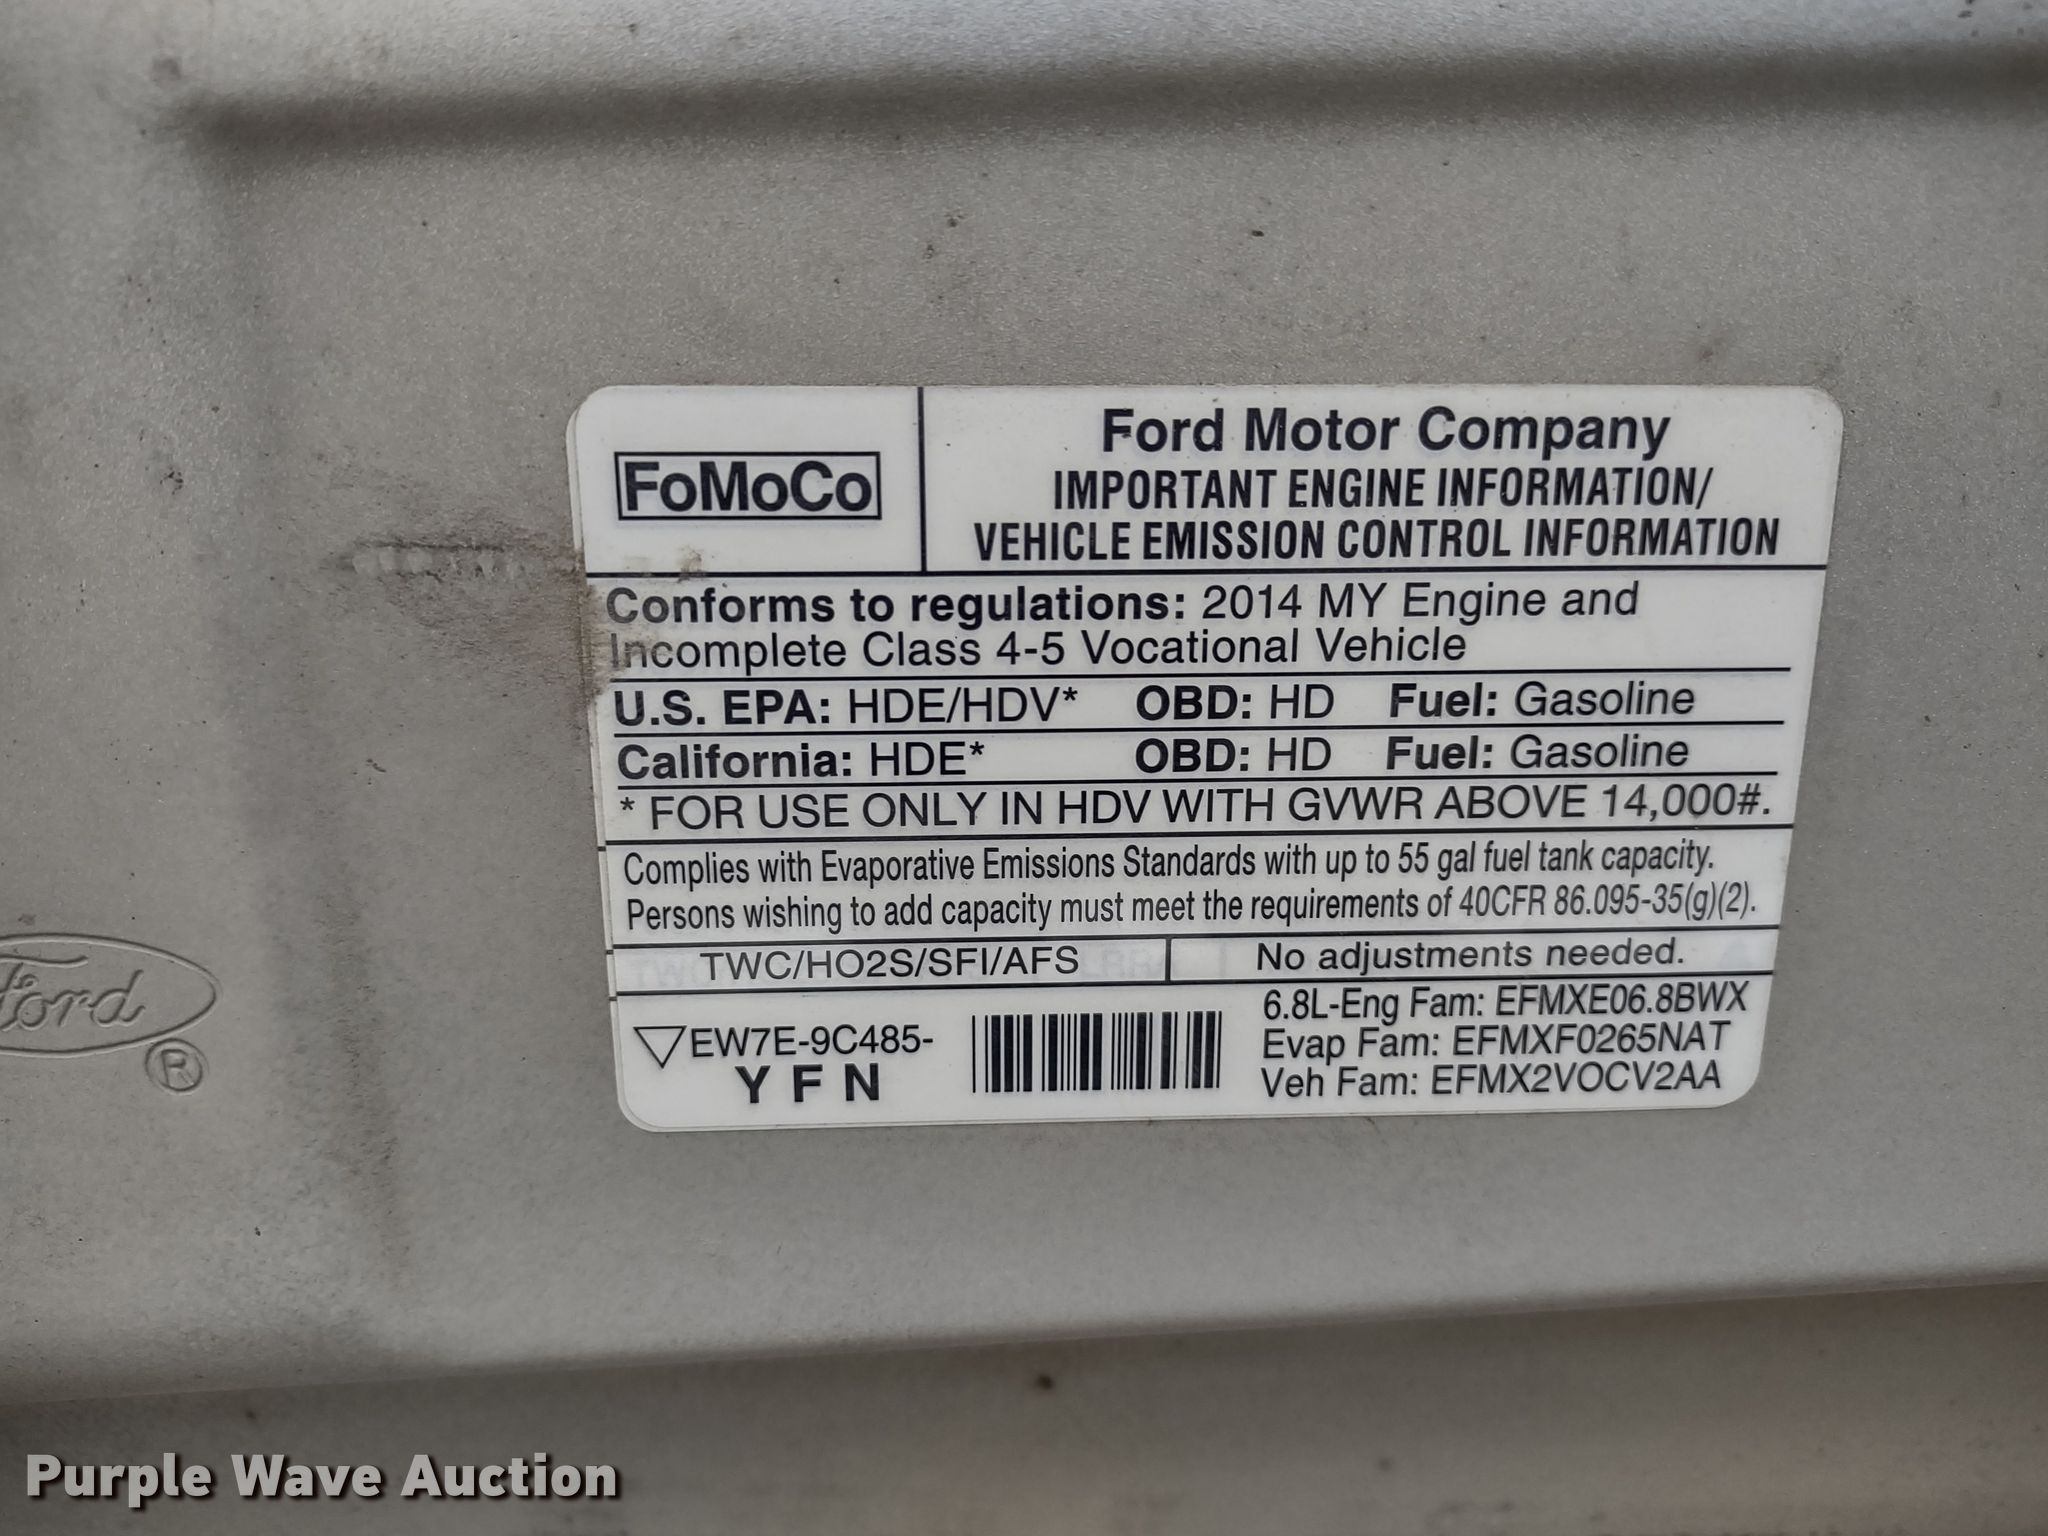 FoMoCo
Ford Motor Company
IMPORTANT ENGINE INFORMATION/
VEHICLE EMISSION CONTROL INFORMATION
Conforms to regulations: 2014 MY Engine and
Incomplete Class 4-5 Vocational Vehicle
U.S. EPA: HDE/HDV* OBD: HD Fuel: Gasoline
California: HDE* OBD: HD Fuel: Gasoline
* FOR USE ONLY IN HDV WITH GVWR ABOVE 14,000#.
Complies with Evaporative Emissions Standards with up to 55 gal fuel tank capacity.
Persons wishing to add capacity must meet the requirements of 40CFR 86.095-35(g)(2).
TWC/HO2S/SFI/AFS
No adjustments needed.
EW7E-9C485-
Y F N
6.8L-Eng Fam: EFMXE06.8BWX
Evap Fam: EFMXF0265NAT
Veh Fam: EFMX2VOCV2AA
Ford
®
Purple Wave Auction